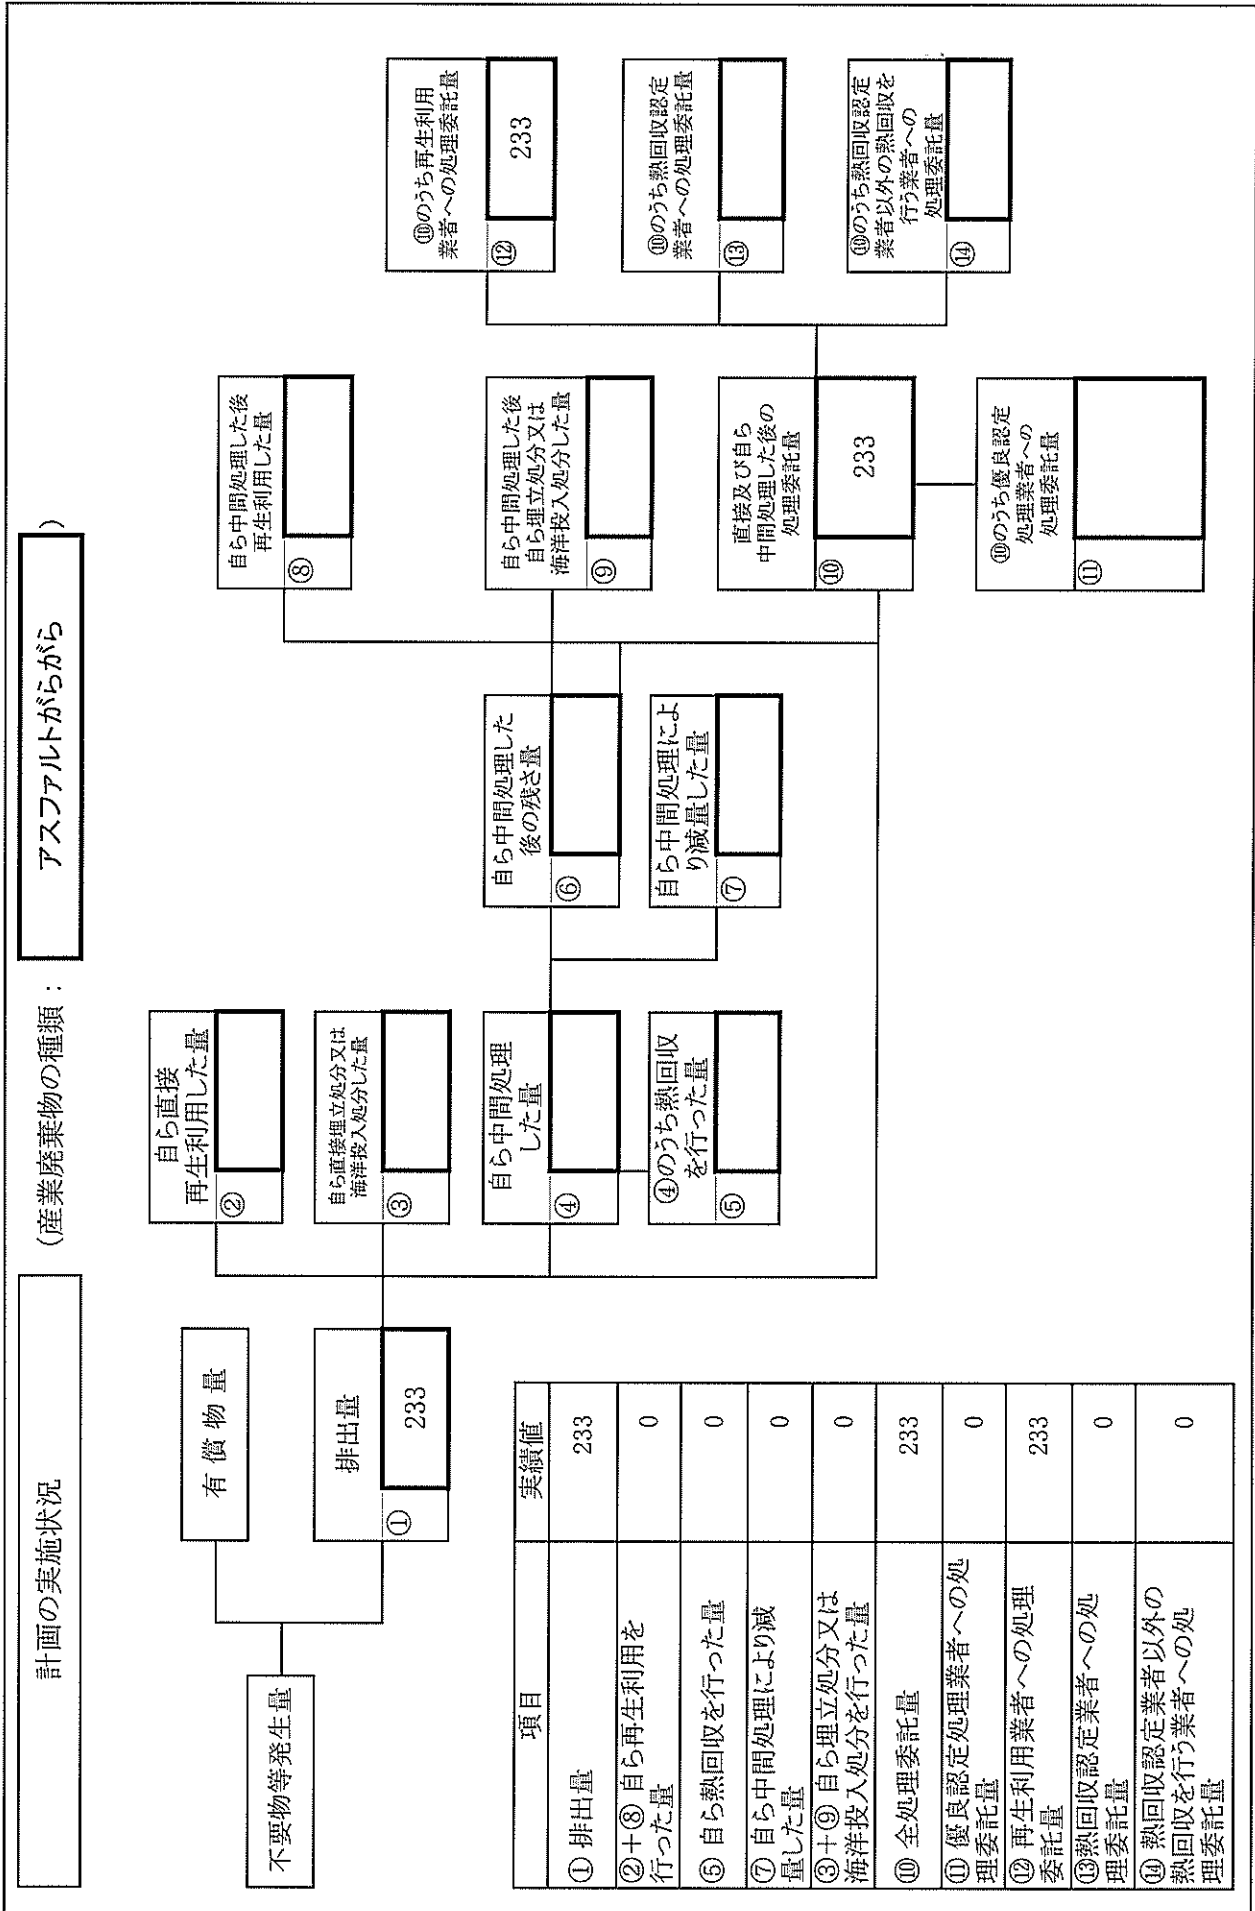 計画の実施状況
(産業廃棄物の種類：
アスファルトがらがら
)
不要物等発生量
有償物量
排出量
①
233
自ら直接
再生利用した量
②
自ら直接埋立処分又は
海洋投入処分した量
③
自ら中間処理
した量
④
④のうち熱回収
を行った量
⑤
自ら中間処理した
後の残さ量
⑥
自ら中間処理によ
り減量した量
⑦
自ら中間処理した後
再生利用した量
⑧
自ら中間処理した後
自ら埋立処分又は
海洋投入処分した量
⑨
直接及び自ら
中間処理した後の
処理委託量
⑩
233
⑩のうち優良認定
処理業者への
処理委託量
⑪
⑩のうち再生利用
業者への処理委託量
⑫
233
⑩のうち熱回収認定
業者への処理委託量
⑬
⑩のうち熱回収認定
業者以外の熱回収を
行う業者への
処理委託量
⑭
項目 実績値
① 排出量 233
②＋⑧ 自ら再生利用を
行った量 0
⑤ 自ら熱回収を行った量 0
⑦ 自ら中間処理により減
量した量 0
③＋⑨ 自ら埋立処分又は
海洋投入処分を行った量 0
⑩ 全処理委託量 233
⑪ 優良認定処理業者への処
理委託量 0
⑫ 再生利用業者への処理
委託量 233
⑬熱回収認定業者への処
理委託量 0
⑭ 熱回収認定業者以外の
熱回収を行う業者への処
理委託量 0